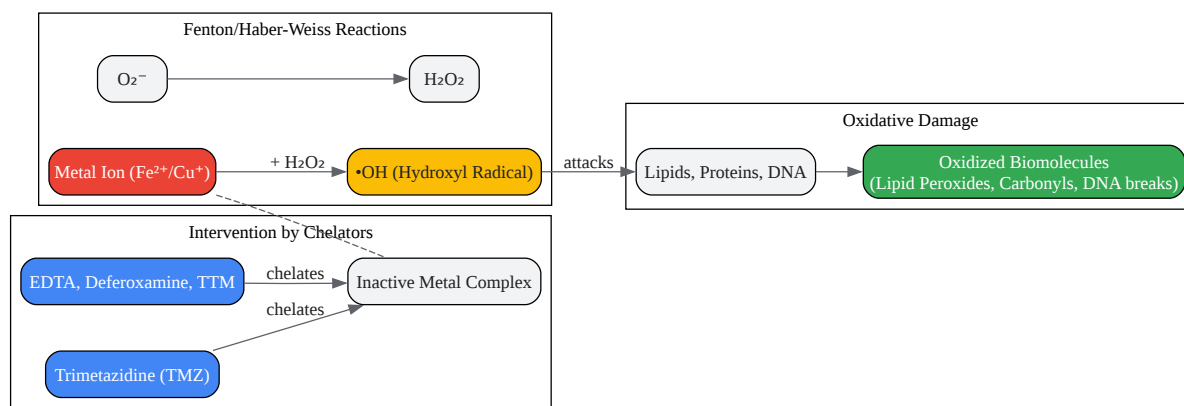 Fenton/Haber-Weiss Reactions
O₂⁻
H₂O₂
Metal Ion (Fe²⁺/Cu⁺)
+ H₂O₂
•OH (Hydroxyl Radical)
attacks
Oxidative Damage
Lipids, Proteins, DNA
Oxidized Biomolecules
(Lipid Peroxides, Carbonyls, DNA breaks)
Intervention by Chelators
EDTA, Deferoxamine, TTM
chelates
Inactive Metal Complex
chelates
Trimetazidine (TMZ)